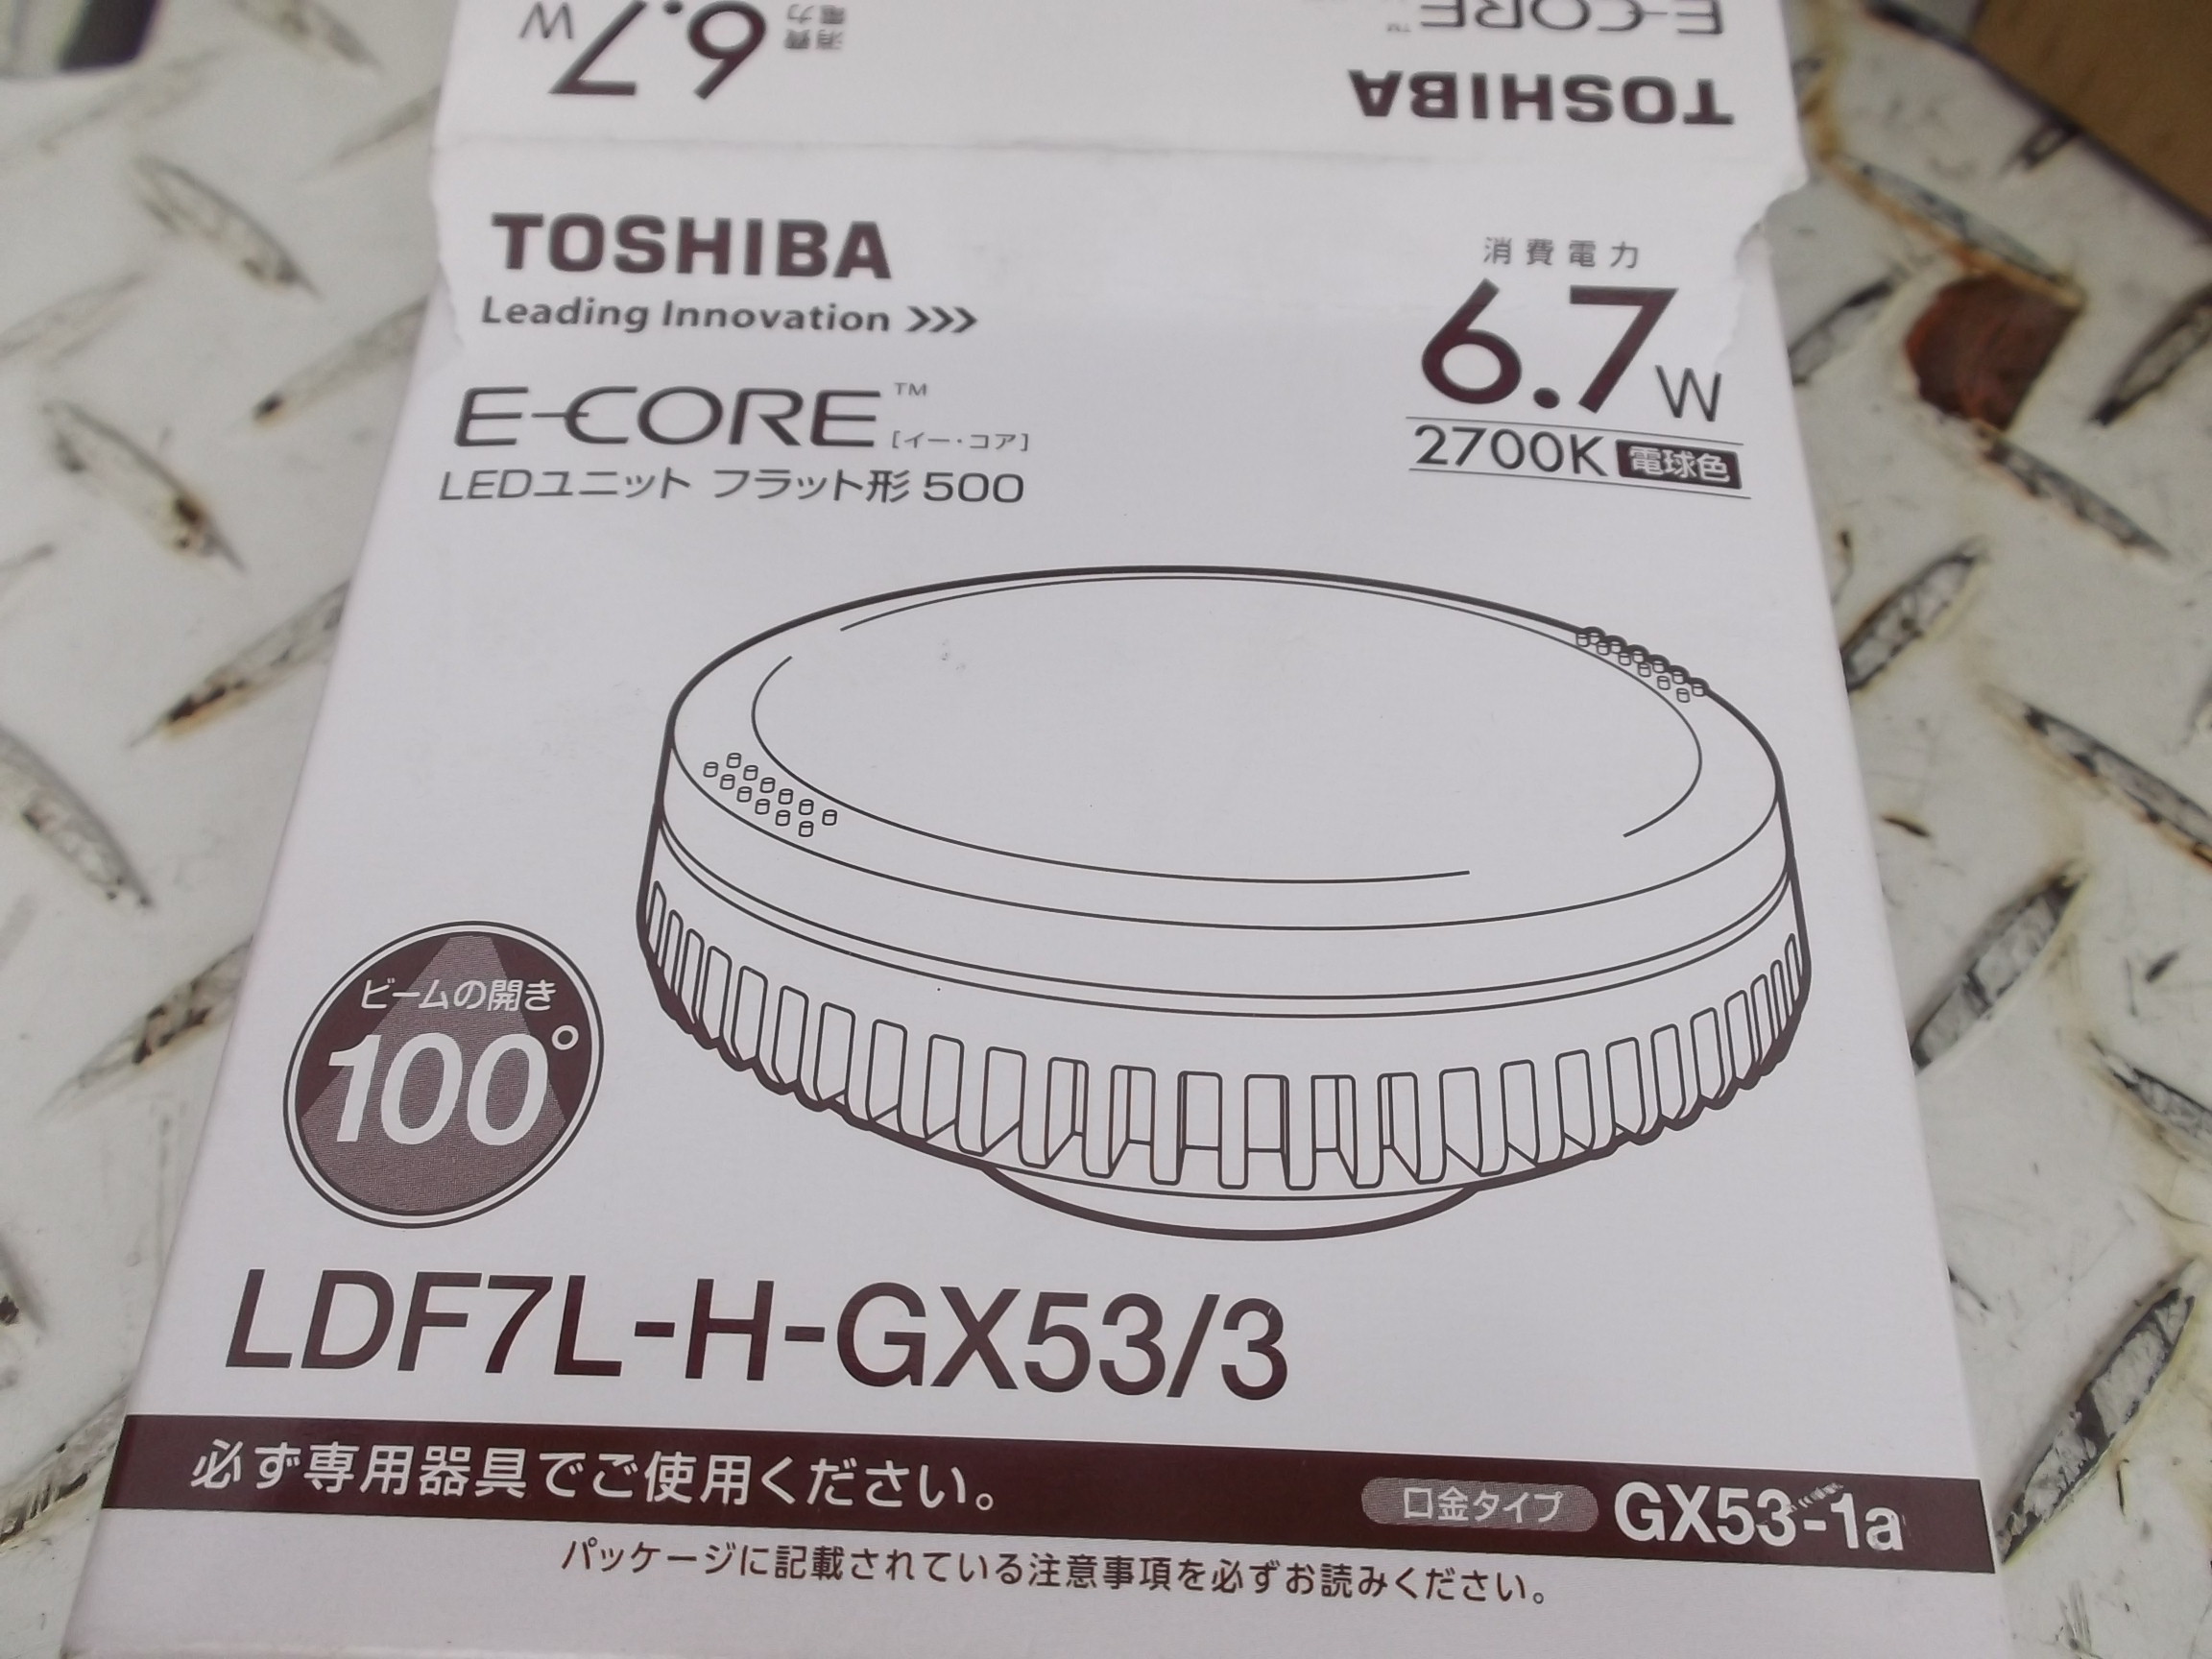 消費電力
6.7W
E-CORE™
TOSHIBA
TOSHIBA
Leading Innovation >>>
E-CORE™
[イー・コア]
LEDユニット フラット形 500
消費電力
6.7W
2700K 電球色
ビームの開き
100°
LDF7L-H-GX53/3
必ず専用器具でご使用ください。
口金タイプ GX53-1a
パッケージに記載されている注意事項を必ずお読みください。